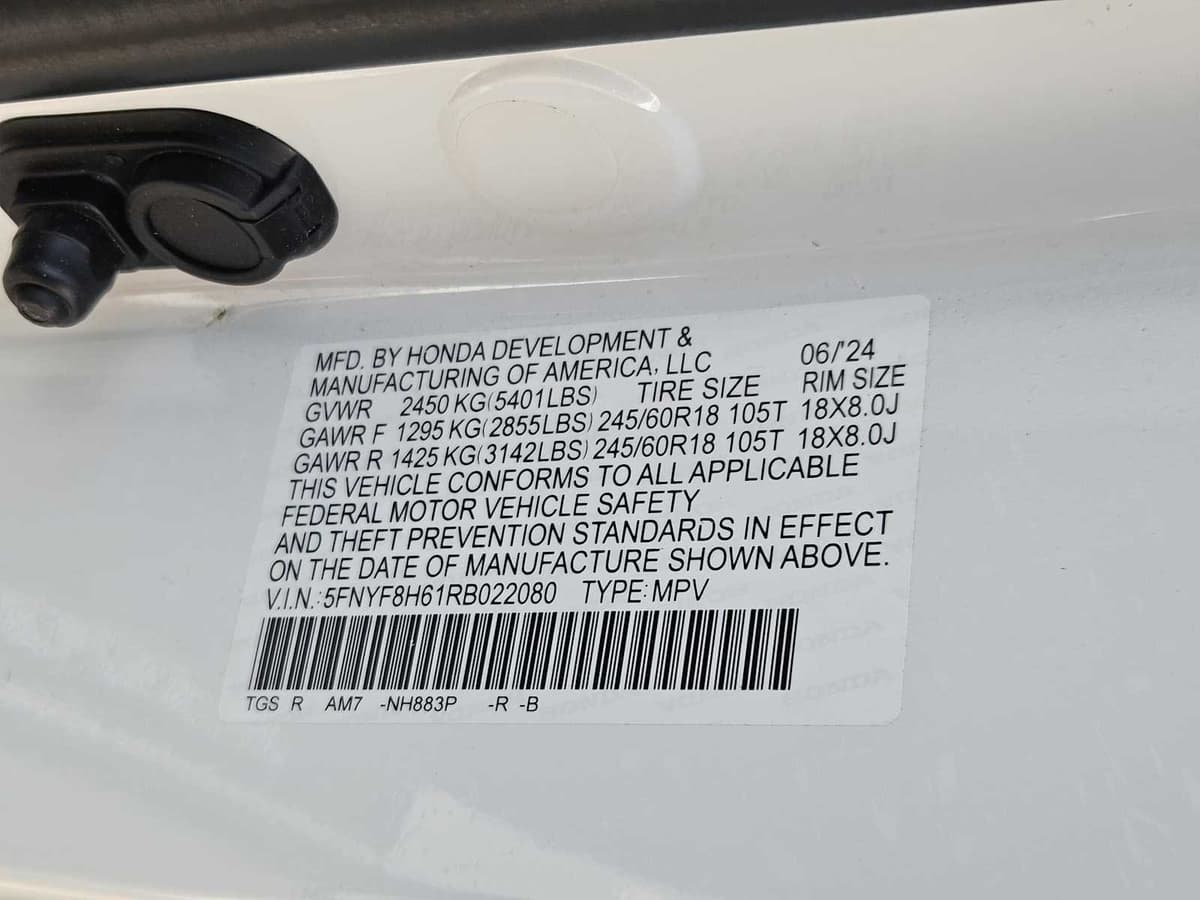 MFD. BY HONDA DEVELOPMENT &
MANUFACTURING OF AMERICA, LLC 06/'24
GVWR 2450 KG(5401LBS) TIRE SIZE RIM SIZE
GAWR F 1295 KG(2855LBS) 245/60R18 105T 18X8.0J
GAWR R 1425 KG(3142LBS) 245/60R18 105T 18X8.0J
THIS VEHICLE CONFORMS TO ALL APPLICABLE
FEDERAL MOTOR VEHICLE SAFETY
AND THEFT PREVENTION STANDARDS IN EFFECT
ON THE DATE OF MANUFACTURE SHOWN ABOVE.
V.I.N.:5FNYF8H61RB022080 TYPE:MPV
TGS R AM7 -NH883P -R -B